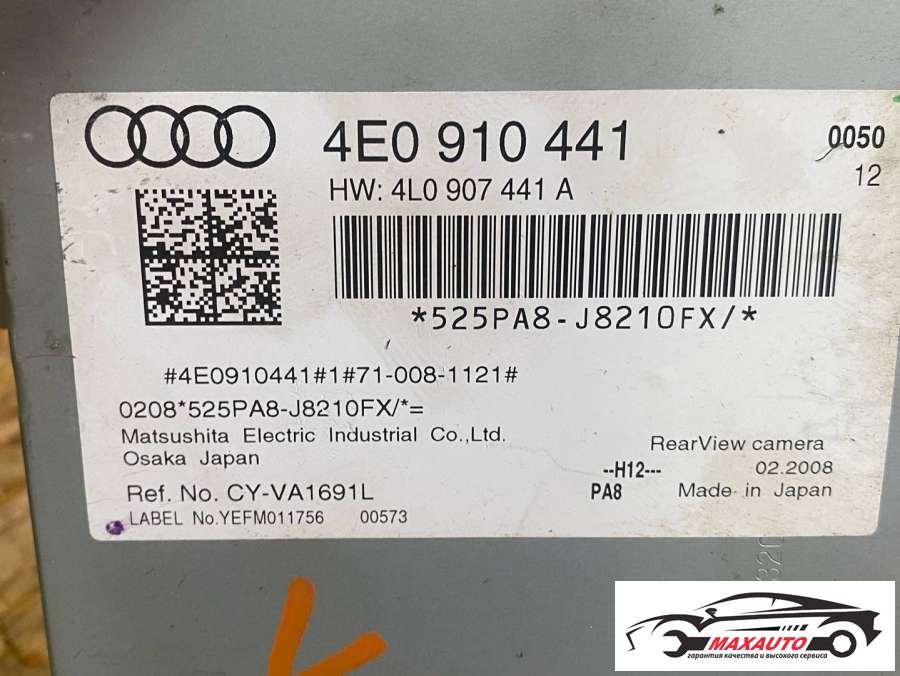 4E0 910 441
0050
HW: 4L0 907 441 A
12
*525PA8-J8210FX/*
#4E0910441#1#71-008-1121#
0208*525PA8-J8210FX/*=
Matsushita Electric Industrial Co.,Ltd.
Osaka Japan
RearView camera
--H12---
02.2008
Ref. No. CY-VA1691L
PA8
Made in Japan
LABEL No.YEFM011756
00573
MAXAUTO
гарантия качества и высокого сервиса